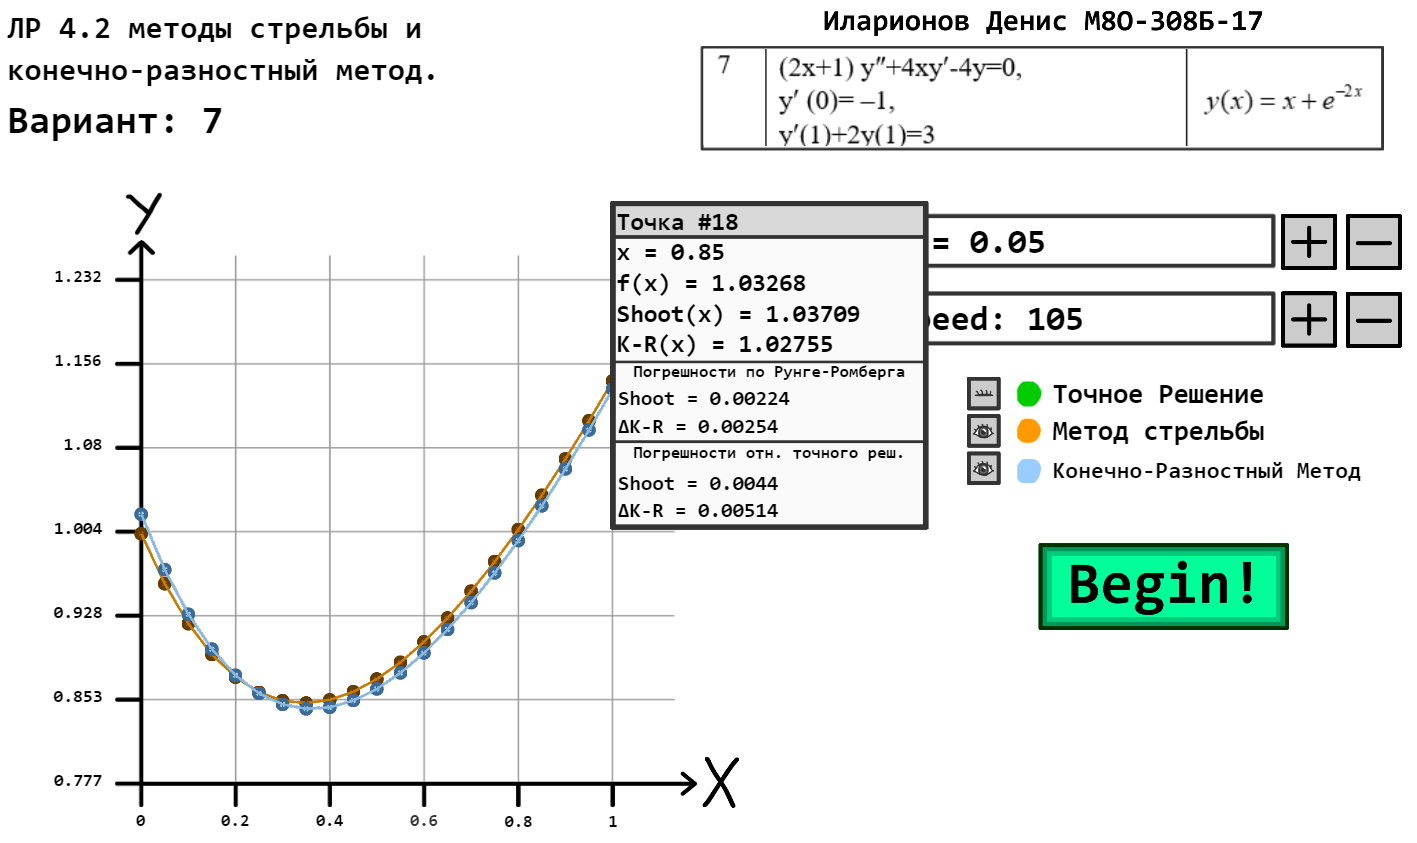 ЛР 4.2 методы стрельбы и
конечно-разностный метод.
Вариант: 7
Иларионов Денис М8О-308Б-17
7
(2x+1) y″+4xy′-4y=0,
y′ (0)= –1,
y′(1)+2y(1)=3
y(x) = x + e^{-2x}
Y
1.232
1.156
1.08
1.004
0.928
0.853
0.777
0 0.2 0.4 0.6 0.8 1
X
Точка #18
x = 0.85
f(x) = 1.03268
Shoot(x) = 1.03709
K-R(x) = 1.02755
Погрешности по Рунге-Ромберга
Shoot = 0.00224
ΔK-R = 0.00254
Погрешности отн. точного реш.
Shoot = 0.0044
ΔK-R = 0.00514
= 0.05
+ −
eed: 105
+ −
Точное Решение
Метод стрельбы
Конечно-Разностный Метод
Begin!